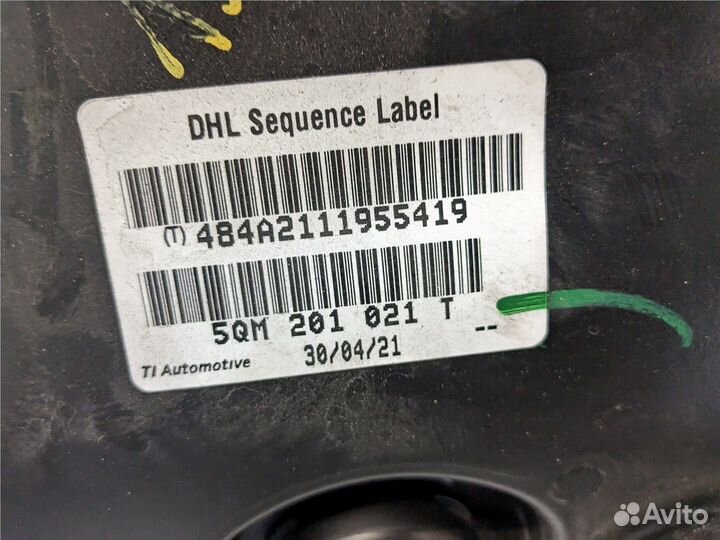 DHL Sequence Label
(T) 484A2111955419
5QM 201 021 T --
30/04/21
TI Automotive
Avito